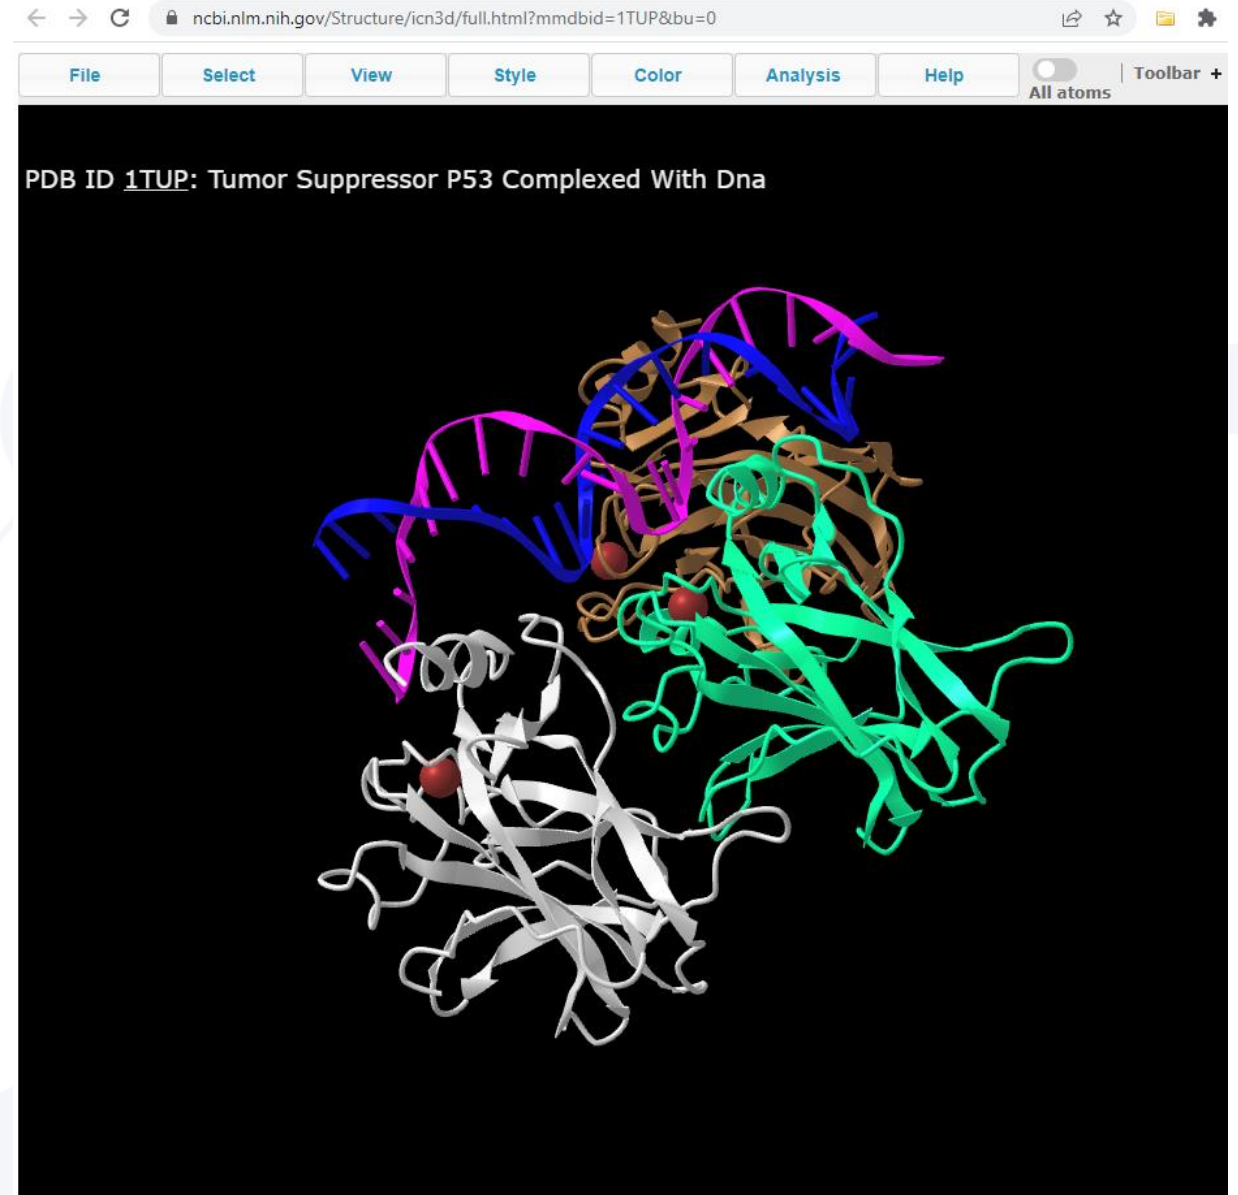 ncbi.nlm.nih.gov/Structure/icn3d/full.html?mmdbid=1TUP&bu=0
File Select View Style Color Analysis Help All atoms | Toolbar +
PDB ID 1TUP: Tumor Suppressor P53 Complexed With Dna